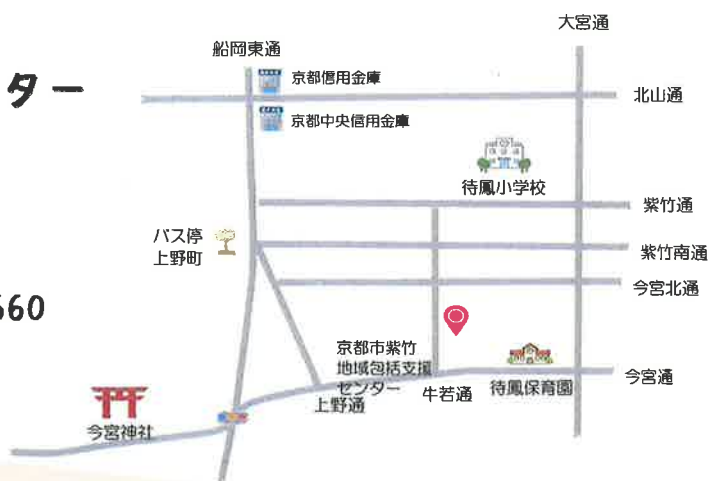 大宮通
船岡東通
京都信用金庫
ター
北山通
京都中央信用金庫
待鳳小学校
紫竹通
バス停
上野町
紫竹南通
今宮北通
660
京都市紫竹
地域包括支援
センター
上野通
牛若通
待鳳保育園
今宮通
今宮神社